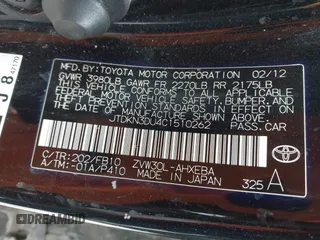 MFD.BY:TOYOTA MOTOR CORPORATION 02/12
GVWR 3980LB GAWR FR 2270LB RR 2175LB
THIS VEHICLE CONFORMS TO ALL APPLICABLE
FEDERAL MOTOR VEHICLE SAFETY, BUMPER, AND
THEFT PREVENTION STANDARDS IN EFFECT ON THE DATE
OF MANUFACTURE SHOWN ABOVE.
JTDKN3DU4C1510262 PASS.CAR
C/TR:202/FB10 ZVW30L-AHXEBA
A/TM:-01A/P410 MADE IN JAPAN
325 A
TOYOTA
J8
DREAMBID